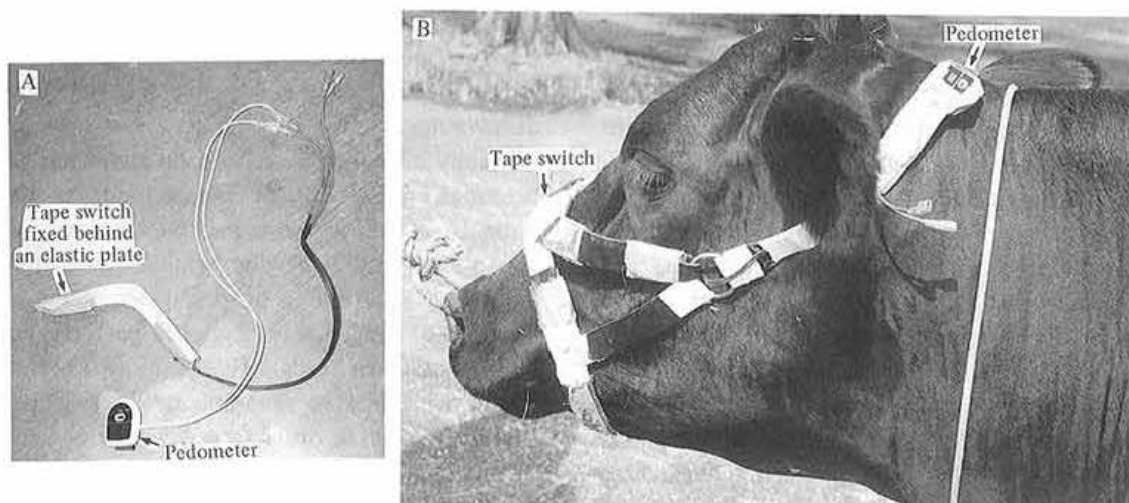 A
Tape switch
fixed behind
an elastic plate
Pedometer
B
Pedometer
Tape switch